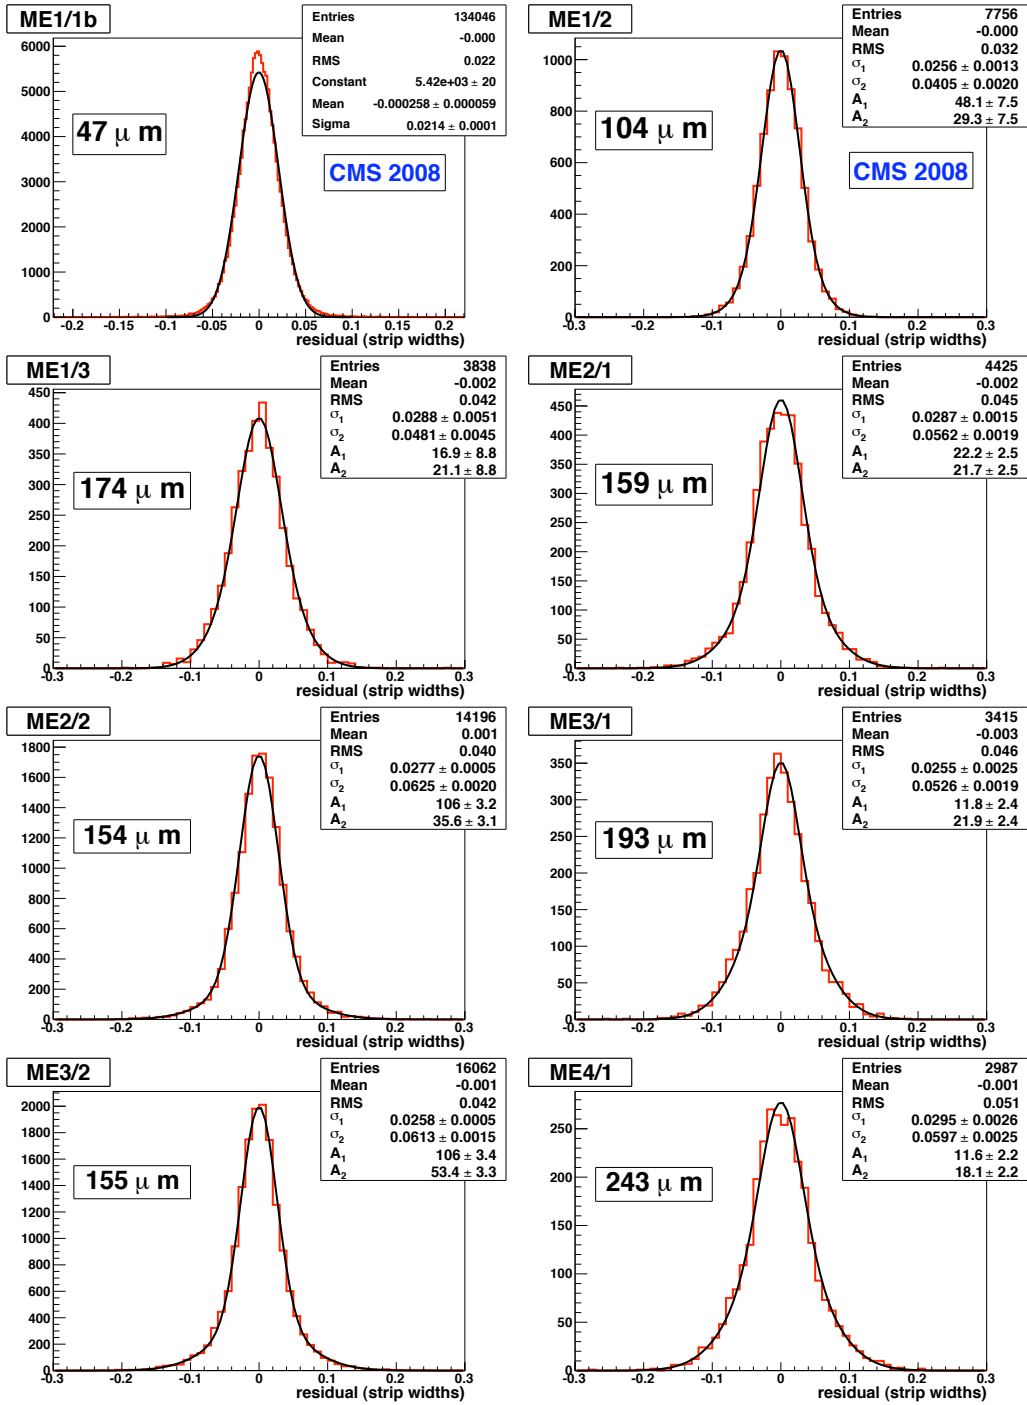 ME1/1b
Entries 134046
Mean -0.000
RMS 0.022
Constant 5.42e+03 ± 20
Mean -0.000258 ± 0.000059
Sigma 0.0214 ± 0.0001
47 μ m
CMS 2008
6000
5000
4000
3000
2000
1000
0
-0.2 -0.15 -0.1 -0.05 0 0.05 0.1 0.15 0.2
residual (strip widths)
ME1/2
Entries 7756
Mean -0.000
RMS 0.032
σ1 0.0256 ± 0.0013
σ2 0.0405 ± 0.0020
A1 48.1 ± 7.5
A2 29.3 ± 7.5
104 μ m
CMS 2008
1000
800
600
400
200
0
-0.3 -0.2 -0.1 0 0.1 0.2 0.3
residual (strip widths)
ME1/3
Entries 3838
Mean -0.002
RMS 0.042
σ1 0.0288 ± 0.0051
σ2 0.0481 ± 0.0045
A1 16.9 ± 8.8
A2 21.1 ± 8.8
174 μ m
450
400
350
300
250
200
150
100
50
0
-0.3 -0.2 -0.1 0 0.1 0.2 0.3
residual (strip widths)
ME2/1
Entries 4425
Mean -0.002
RMS 0.045
σ1 0.0287 ± 0.0015
σ2 0.0562 ± 0.0019
A1 22.2 ± 2.5
A2 21.7 ± 2.5
159 μ m
450
400
350
300
250
200
150
100
50
0
-0.3 -0.2 -0.1 0 0.1 0.2 0.3
residual (strip widths)
ME2/2
Entries 14196
Mean 0.001
RMS 0.040
σ1 0.0277 ± 0.0005
σ2 0.0625 ± 0.0020
A1 106 ± 3.2
A2 35.6 ± 3.1
154 μ m
1800
1600
1400
1200
1000
800
600
400
200
0
-0.3 -0.2 -0.1 0 0.1 0.2 0.3
residual (strip widths)
ME3/1
Entries 3415
Mean -0.003
RMS 0.046
σ1 0.0255 ± 0.0025
σ2 0.0526 ± 0.0019
A1 11.8 ± 2.4
A2 21.9 ± 2.4
193 μ m
350
300
250
200
150
100
50
0
-0.3 -0.2 -0.1 0 0.1 0.2 0.3
residual (strip widths)
ME3/2
Entries 16062
Mean -0.001
RMS 0.042
σ1 0.0258 ± 0.0005
σ2 0.0613 ± 0.0015
A1 106 ± 3.4
A2 53.4 ± 3.3
155 μ m
2000
1800
1600
1400
1200
1000
800
600
400
200
0
-0.3 -0.2 -0.1 0 0.1 0.2 0.3
residual (strip widths)
ME4/1
Entries 2987
Mean -0.001
RMS 0.051
σ1 0.0295 ± 0.0026
σ2 0.0597 ± 0.0025
A1 11.6 ± 2.2
A2 18.1 ± 2.2
243 μ m
250
200
150
100
50
0
-0.3 -0.2 -0.1 0 0.1 0.2 0.3
residual (strip widths)